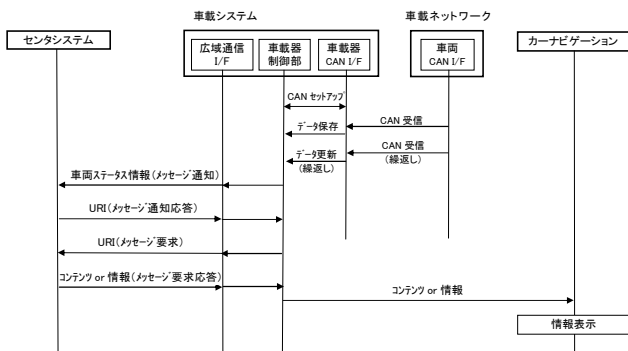 車載システム
車載ネットワーク
センタシステム
広域通信
I/F
車載器
制御部
車載器
CAN I/F
車両
CAN I/F
カーナビゲーション
CAN セットアップ
データ保存
CAN 受信
データ更新
(繰返し)
CAN 受信
(繰返し)
車両ステータス情報(メッセージ通知)
URI(メッセージ通知応答)
URI(メッセージ要求)
コンテンツ or 情報(メッセージ要求応答)
コンテンツ or 情報
情報表示